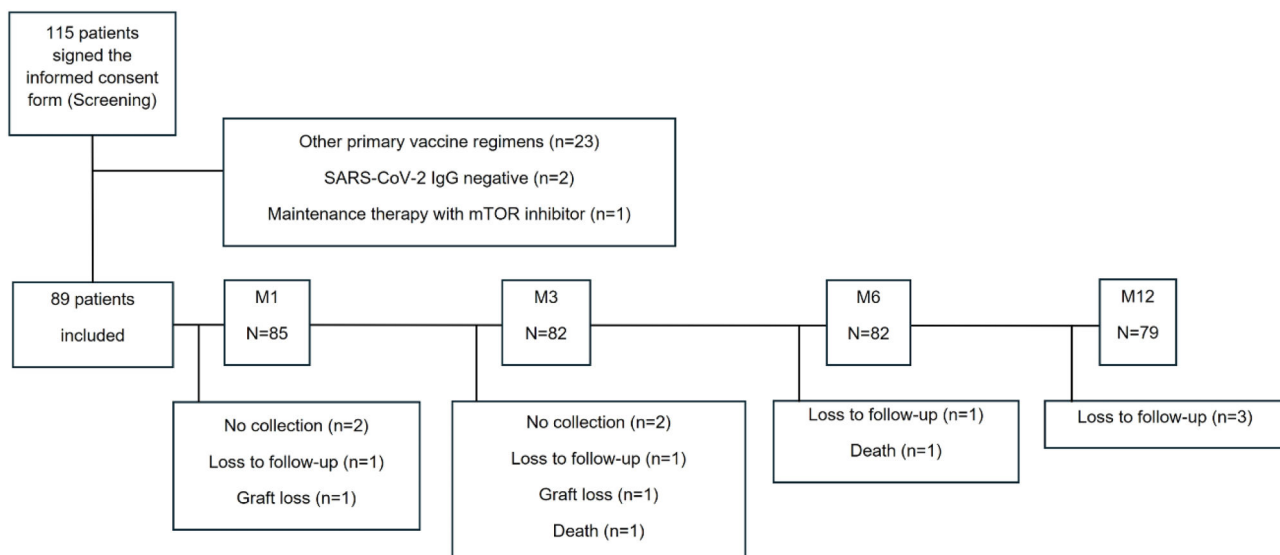 115 patients
signed the
informed consent
form (Screening)
Other primary vaccine regimens (n=23)
SARS-CoV-2 IgG negative (n=2)
Maintenance therapy with mTOR inhibitor (n=1)
89 patients
included
M1
N=85
M3
N=82
M6
N=82
M12
N=79
No collection (n=2)
Loss to follow-up (n=1)
Graft loss (n=1)
No collection (n=2)
Loss to follow-up (n=1)
Graft loss (n=1)
Death (n=1)
Loss to follow-up (n=1)
Death (n=1)
Loss to follow-up (n=3)